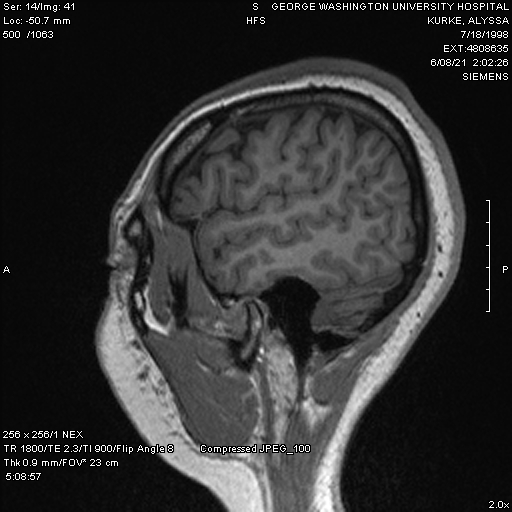 Ser: 14/Img: 41
Loc: -50.7 mm
500 /1063
S GEORGE WASHINGTON UNIVERSITY HOSPITAL
HFS KURKE, ALYSSA
7/18/1998
EXT:4808635
6/08/21 2:02:26
SIEMENS
A
P
256 x 256/1 NEX
TR 1800/TE 2.3/TI 900/Flip Angle 8
Compressed JPEG_100
Thk 0.9 mm/FOV* 23 cm
5:08:57
2.0x